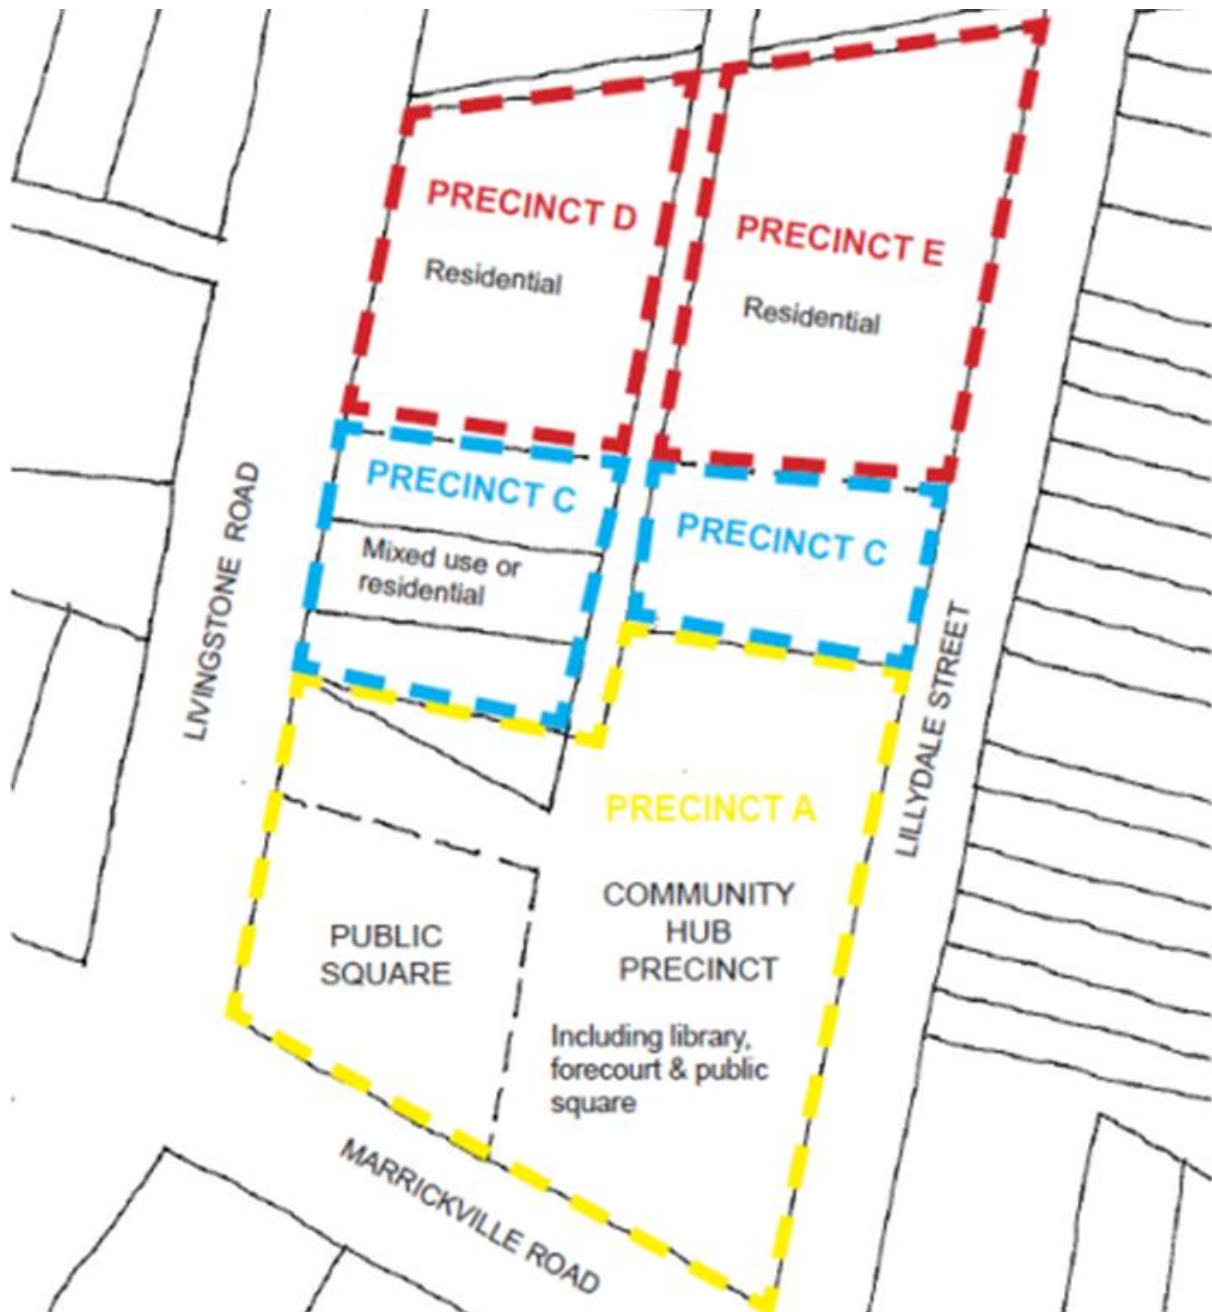 PRECINCT D
Residential
PRECINCT E
Residential
PRECINCT C
Mixed use or
residential
PRECINCT C
LIVINGSTONE ROAD
LILLYDALE STREET
PRECINCT A
COMMUNITY
HUB
PRECINCT
Including library,
forecourt & public
square
PUBLIC
SQUARE
MARRICKVILLE ROAD